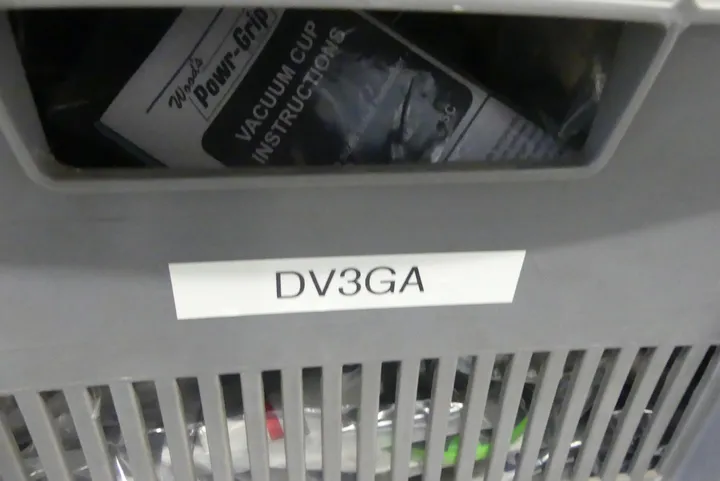 Wood's
Powr-Grip
VACUUM CUP
INSTRUCTIONS
DV3GA